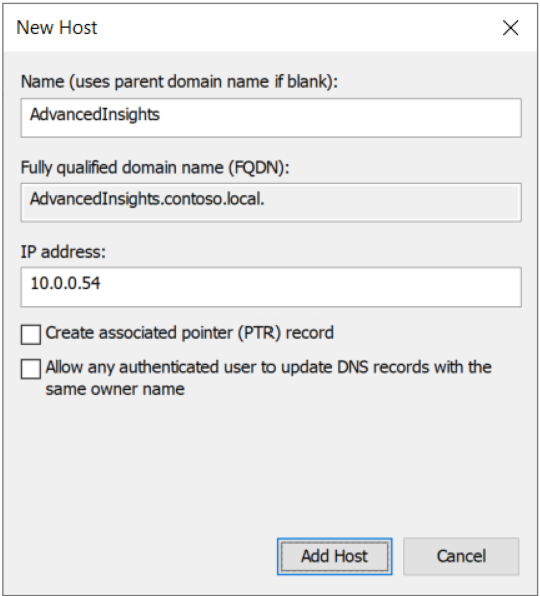 New Host
Name (uses parent domain name if blank):
AdvancedInsights
Fully qualified domain name (FQDN):
AdvancedInsights.contoso.local.
IP address:
10.0.0.54
Create associated pointer (PTR) record
Allow any authenticated user to update DNS records with the
same owner name
Add Host
Cancel